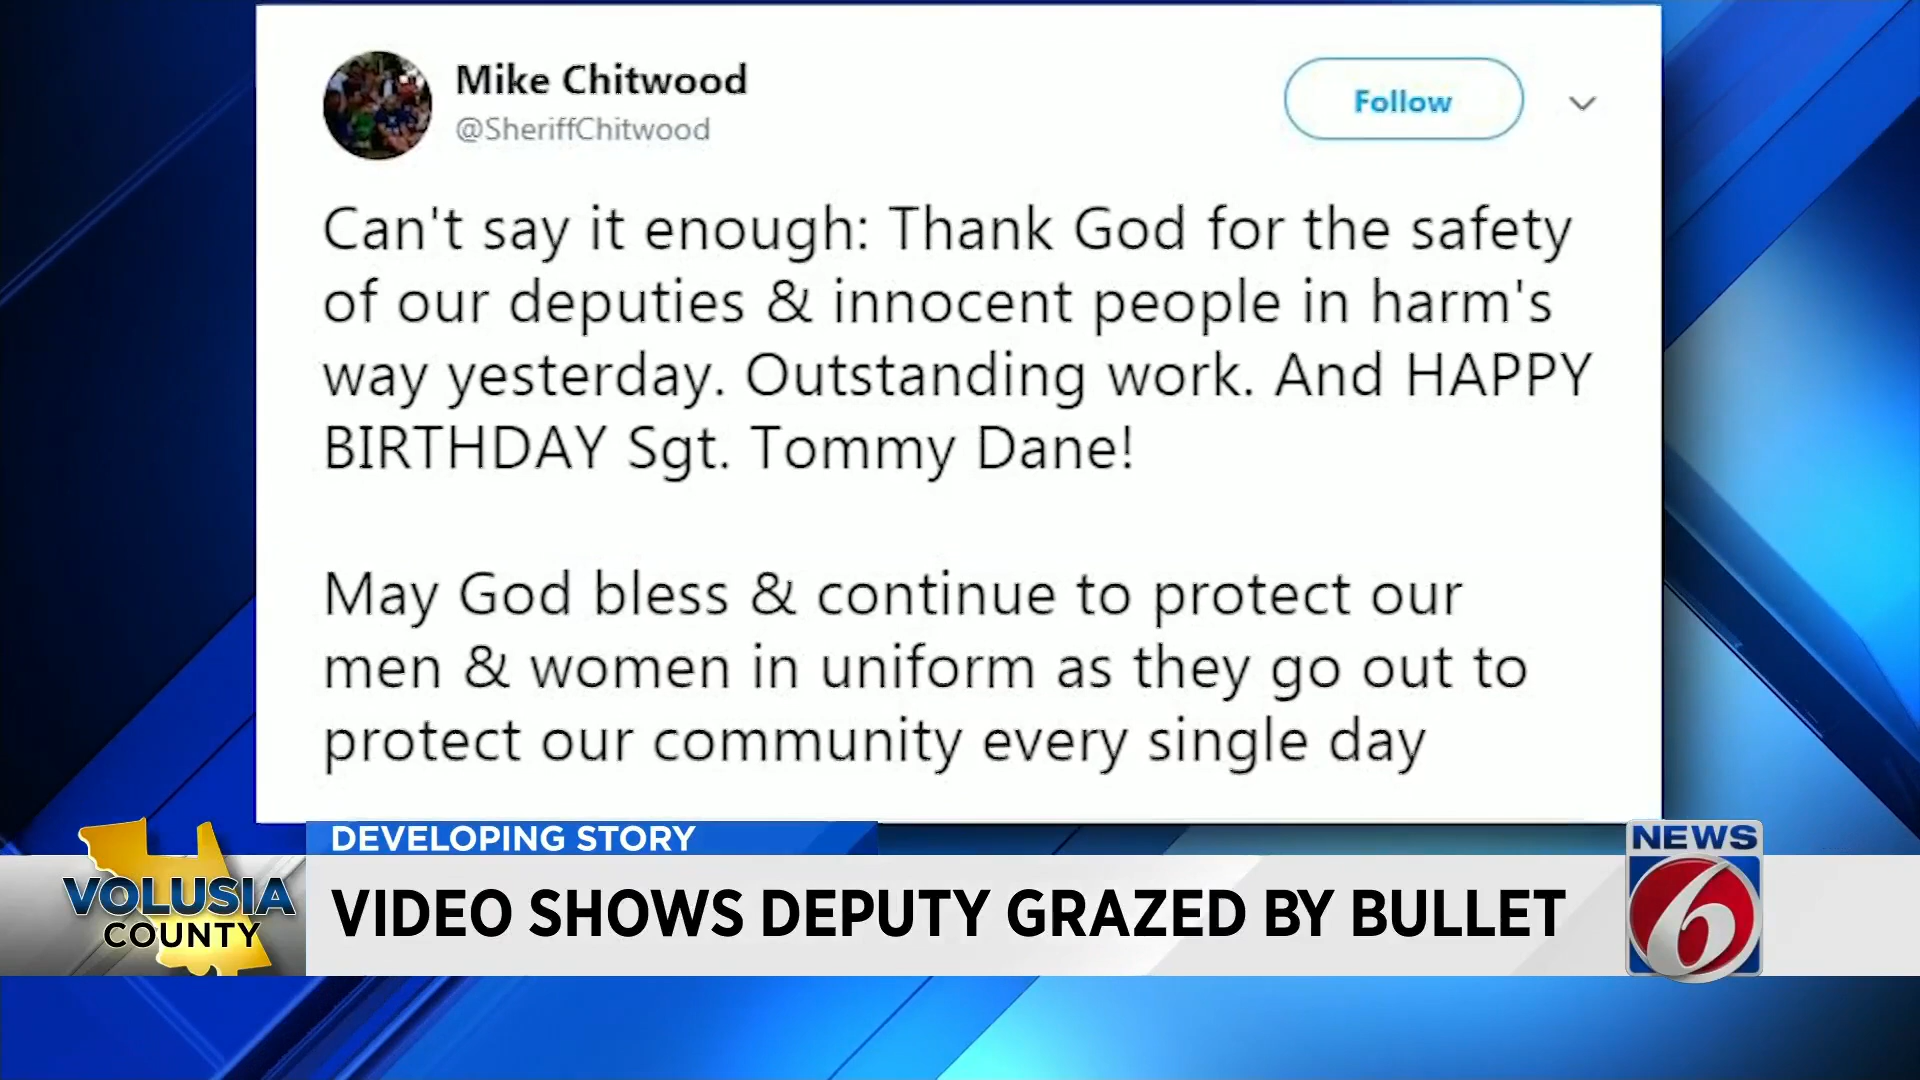 Mike Chitwood
@SheriffChitwood
Follow
Can't say it enough: Thank God for the safety
of our deputies & innocent people in harm's
way yesterday. Outstanding work. And HAPPY
BIRTHDAY Sgt. Tommy Dane!
May God bless & continue to protect our
men & women in uniform as they go out to
protect our community every single day
DEVELOPING STORY
VOLUSIA
COUNTY
VIDEO SHOWS DEPUTY GRAZED BY BULLET
NEWS
6